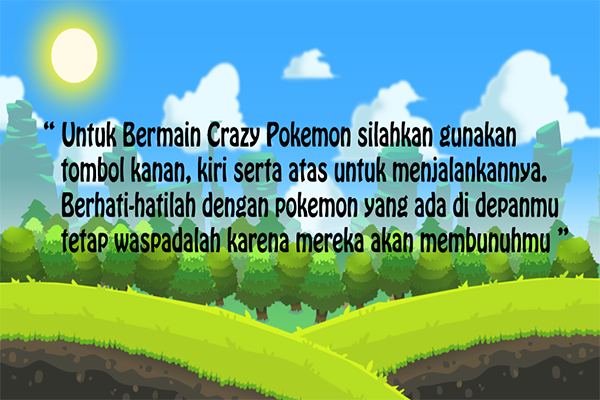 “ Untuk Bermain Crazy Pokemon silahkan gunakan
tombol kanan, kiri serta atas untuk menjalankannya.
Berhati-hatilah dengan pokemon yang ada di depanmu
tetap waspadalah karena mereka akan membunuhmu ”